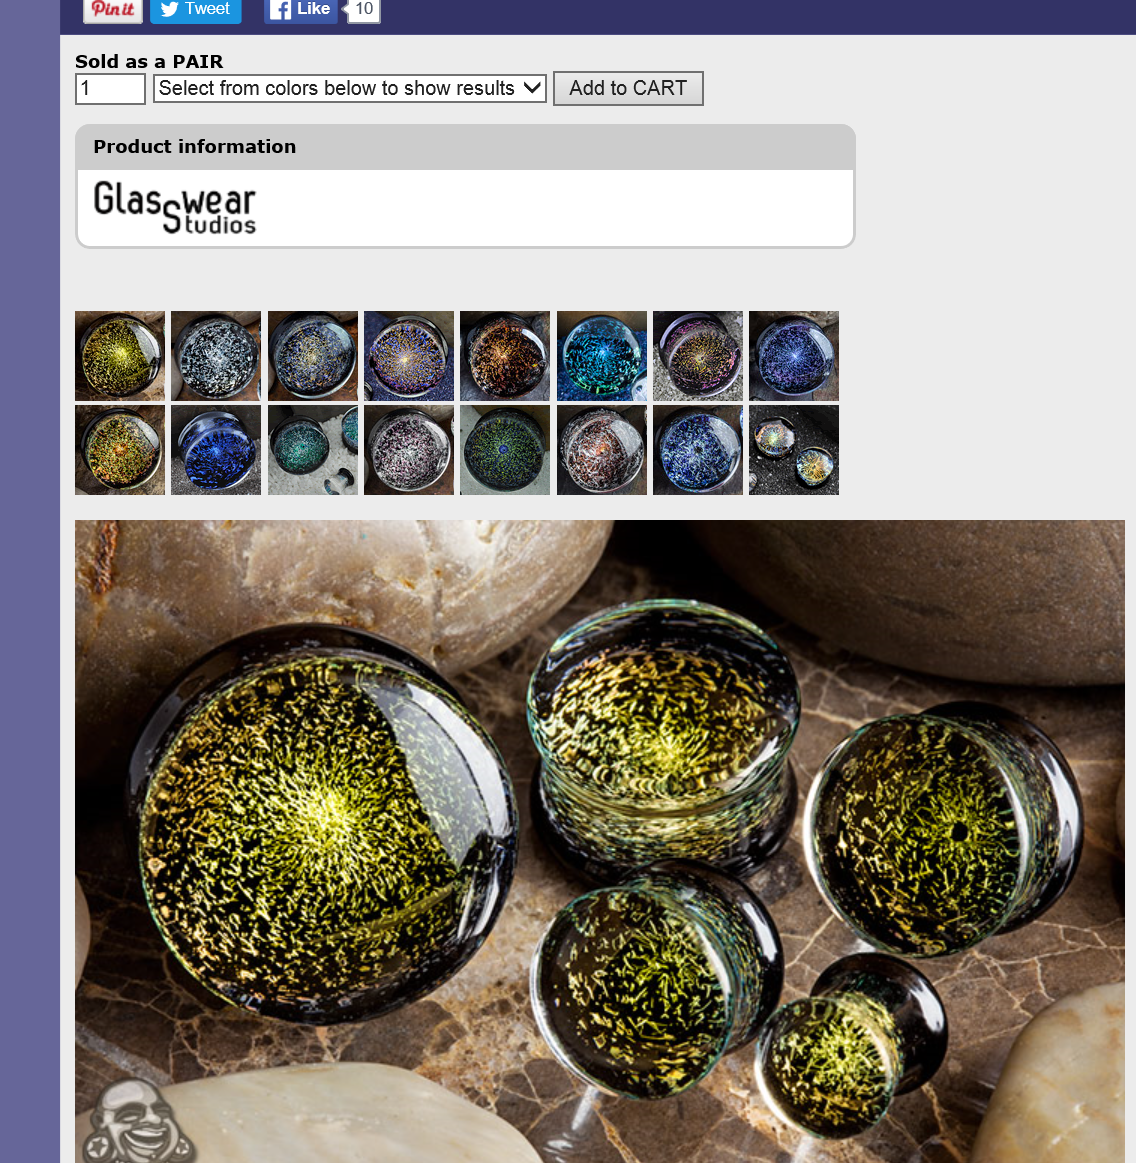 Pin it Tweet Like 10
Sold as a PAIR
1 Select from colors below to show results Add to CART
Product information
GlasSwear
Studios